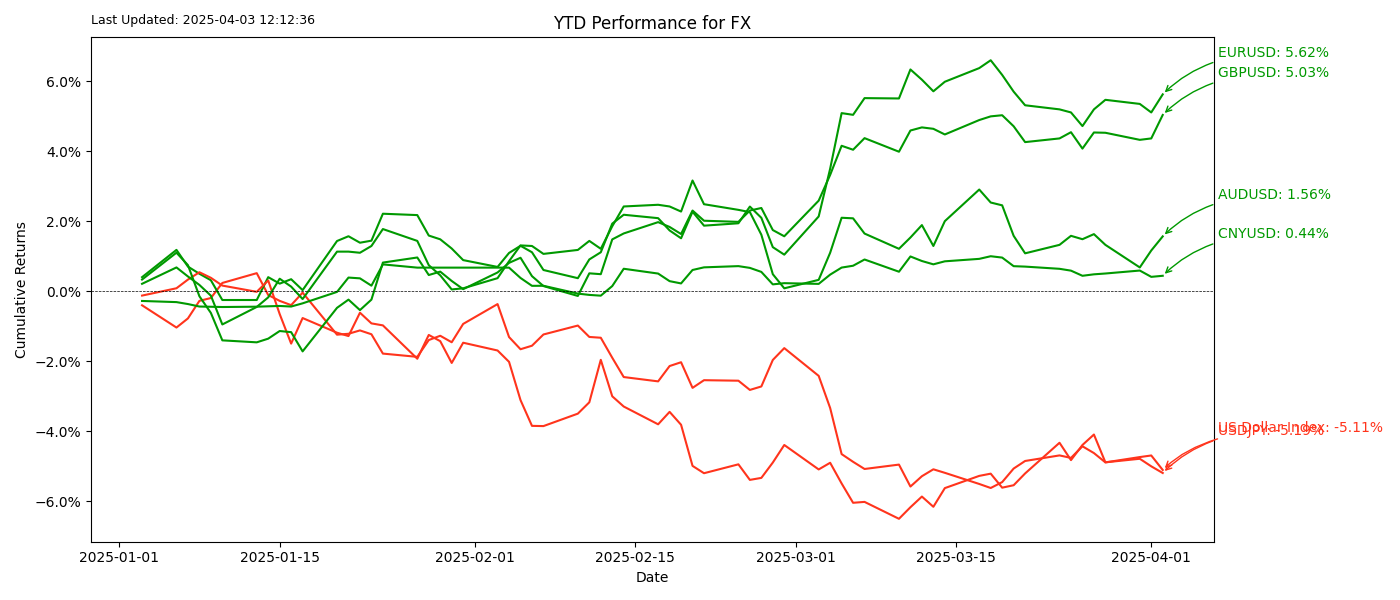 Last Updated: 2025-04-03 12:12:36
YTD Performance for FX
EURUSD: 5.62%
GBPUSD: 5.03%
AUDUSD: 1.56%
CNYUSD: 0.44%
US Dollar Index: -5.11%
USDJPY: -5.19%
Cumulative Returns
6.0%
4.0%
2.0%
0.0%
−2.0%
−4.0%
−6.0%
2025-01-01
2025-01-15
2025-02-01
2025-02-15
2025-03-01
2025-03-15
2025-04-01
Date